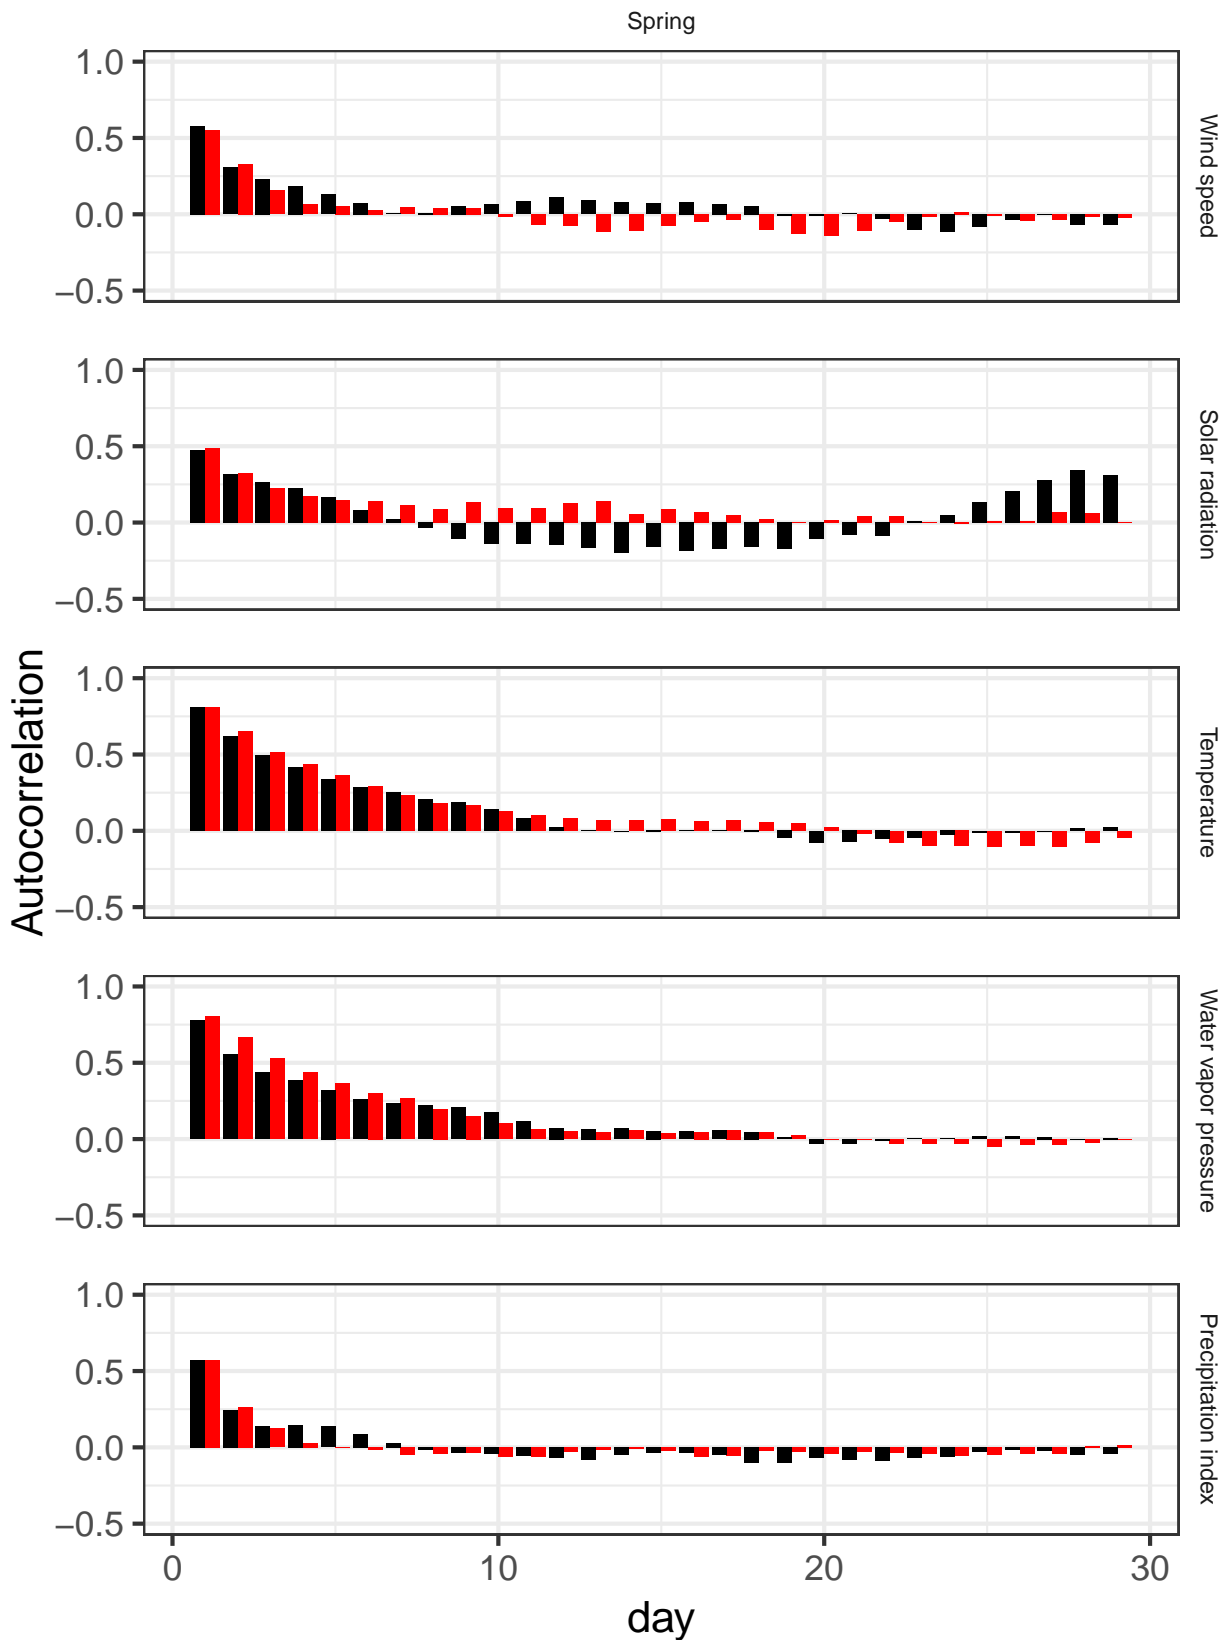 Spring
1.0
0.5
0.0
−0.5
Wind speed
1.0
0.5
0.0
−0.5
Solar radiation
1.0
0.5
0.0
−0.5
Temperature
Autocorrelation
1.0
0.5
0.0
−0.5
Water vapor pressure
1.0
0.5
0.0
−0.5
Precipitation index
0 10 20 30
day